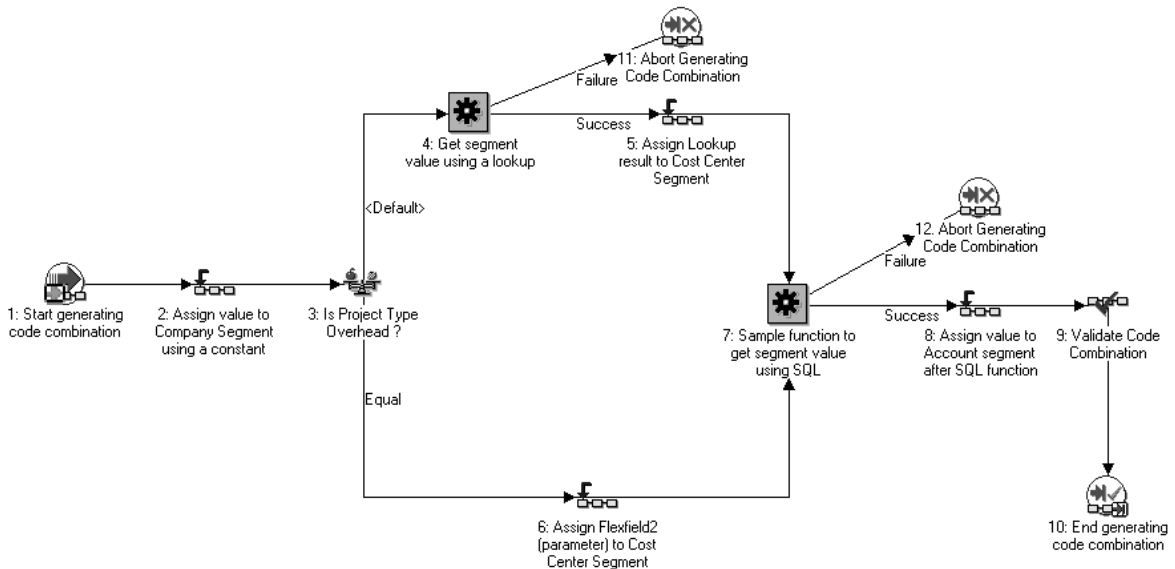 11: Abort Generating
Code Combination
Failure
Success
4: Get segment
value using a lookup
5: Assign Lookup
result to Cost Center
Segment
<Default>
12. Abort Generating
Code Combination
Failure
1: Start generating
code combination
2: Assign value to
Company Segment
using a constant
3: Is Project Type
Overhead ?
Success
7: Sample function to
get segment value
using SQL
8: Assign value to
Account segment
after SQL function
9: Validate Code
Combination
Equal
6: Assign Flexfield2
(parameter) to Cost
Center Segment
10: End generating
code combination